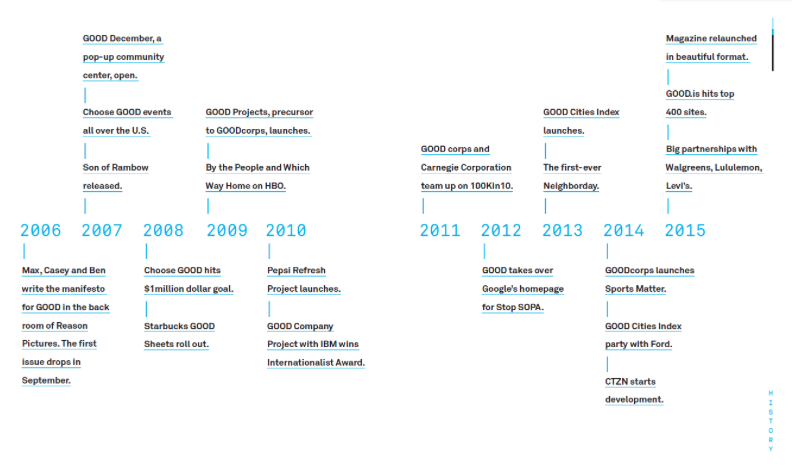 GOOD December, a
pop-up community
center, open.
Choose GOOD events
all over the U.S.
Son of Rambow
released.
GOOD Projects, precursor
to GOODcorps, launches.
By the People and Which
Way Home on HBO.
GOOD corps and
Carnegie Corporation
team up on 100Kin10.
GOOD Cities Index
launches.
The first-ever
Neighborday.
Magazine relaunched
in beautiful format.
GOOD.is hits top
400 sites.
Big partnerships with
Walgreens, Lululemon,
Levi's.
2006 2007 2008 2009 2010 2011 2012 2013 2014 2015
Max, Casey and Ben
write the manifesto
for GOOD in the back
room of Reason
Pictures. The first
issue drops in
September.
Choose GOOD hits
$1million dollar goal.
Starbucks GOOD
Sheets roll out.
Pepsi Refresh
Project launches.
GOOD Company
Project with IBM wins
Internationalist Award.
GOOD takes over
Google's homepage
for Stop SOPA.
GOODcorps launches
Sports Matter.
GOOD Cities Index
party with Ford.
CTZN starts
development.
HISTORY